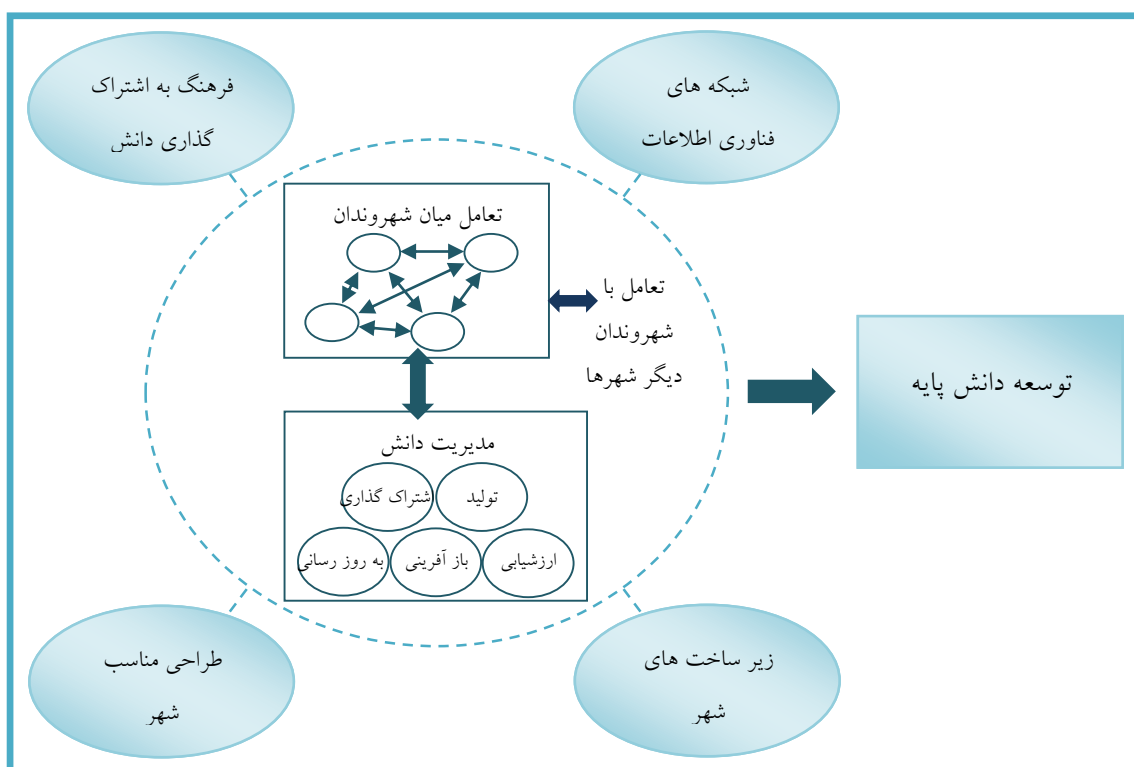 شبکه های
فناوری اطلاعات
فرهنگ به اشتراک
گذاری دانش
تعامل میان شهروندان
تعامل با
شهروندان
دیگر شهرها
توسعه دانش پایه
مدیریت دانش
تولید
شتراک گذاری
ارزشیابی
باز آفرینی
به روز رسانی
زیر ساخت های
شهر
طراحی مناسب
شهر